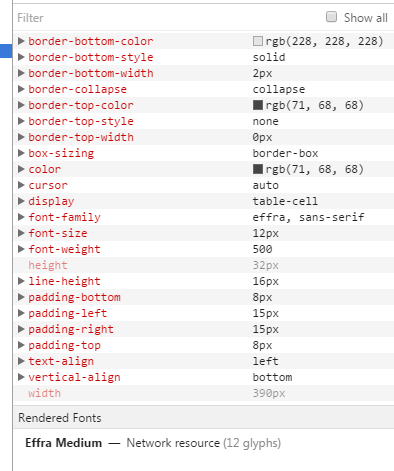 Filter Show all
border-bottom-color rgb(228, 228, 228)
border-bottom-style solid
border-bottom-width 2px
border-collapse collapse
border-top-color rgb(71, 68, 68)
border-top-style none
border-top-width 0px
box-sizing border-box
color rgb(71, 68, 68)
cursor auto
display table-cell
font-family effra, sans-serif
font-size 12px
font-weight 500
height 32px
line-height 16px
padding-bottom 8px
padding-left 15px
padding-right 15px
padding-top 8px
text-align left
vertical-align bottom
width 390px
Rendered Fonts
Effra Medium — Network resource (12 glyphs)